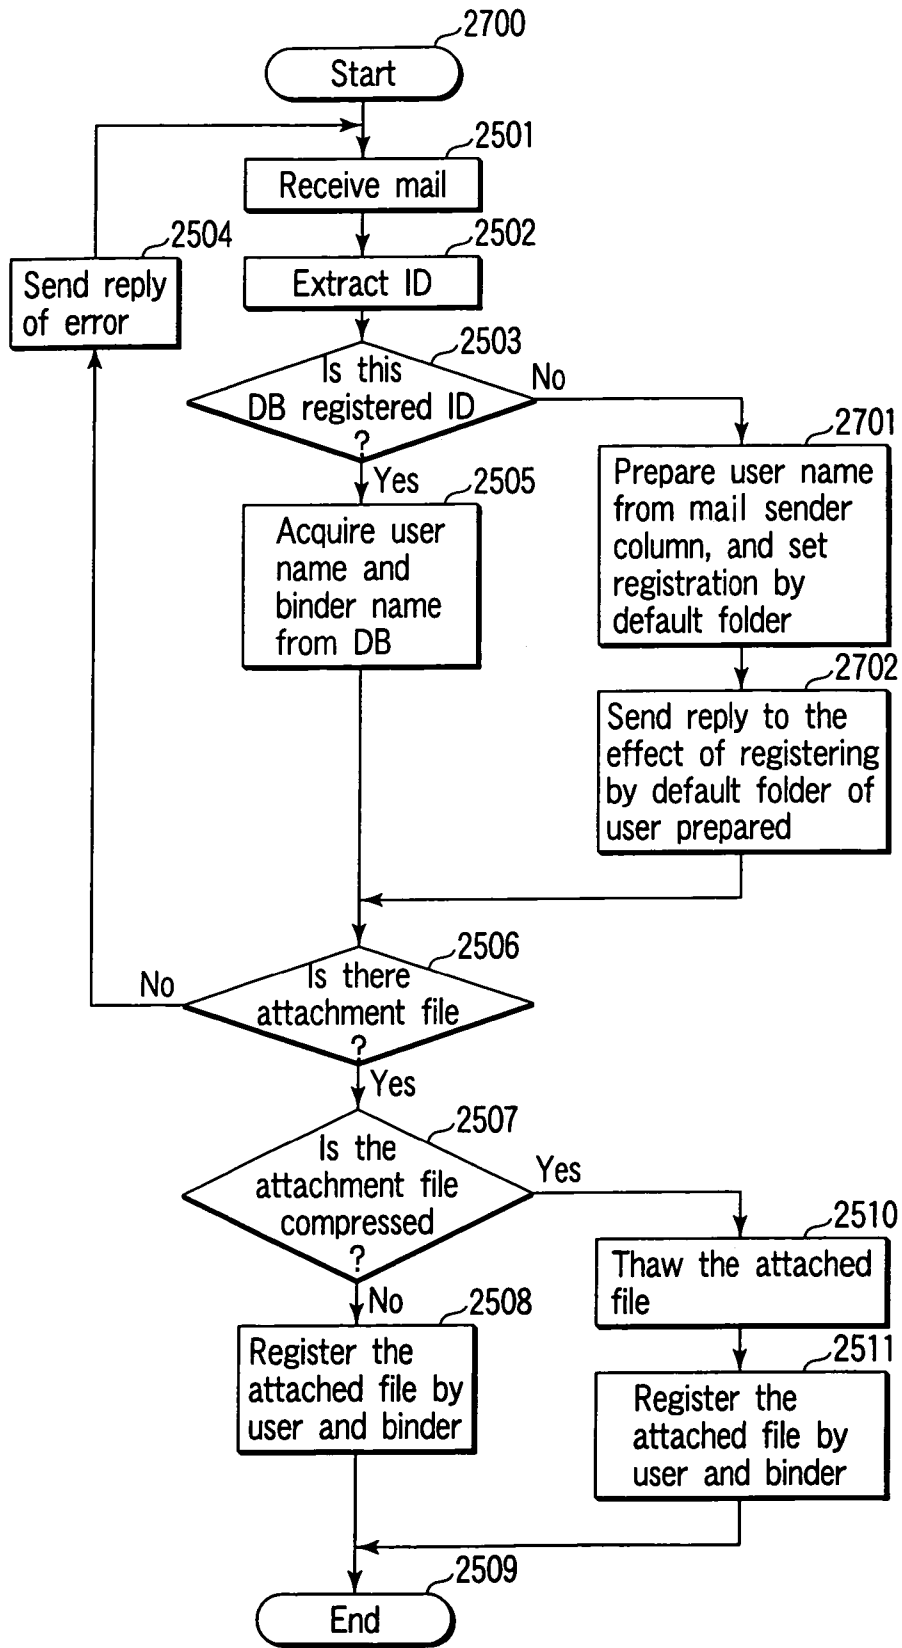 2700
Start
2501
Receive mail
2504
Send reply
of error
2502
Extract ID
2503
Is this
DB registered ID
?
No
Yes
2701
Prepare user name
from mail sender
column, and set
registration by
default folder
2505
Acquire user
name and
binder name
from DB
2702
Send reply to the
effect of registering
by default folder of
user prepared
2506
Is there
attachment file
?
No
Yes
2507
Is the
attachment file
compressed
?
Yes
No
2510
Thaw the attached
file
2508
Register the
attached file by
user and binder
2511
Register the
attached file by
user and binder
2509
End